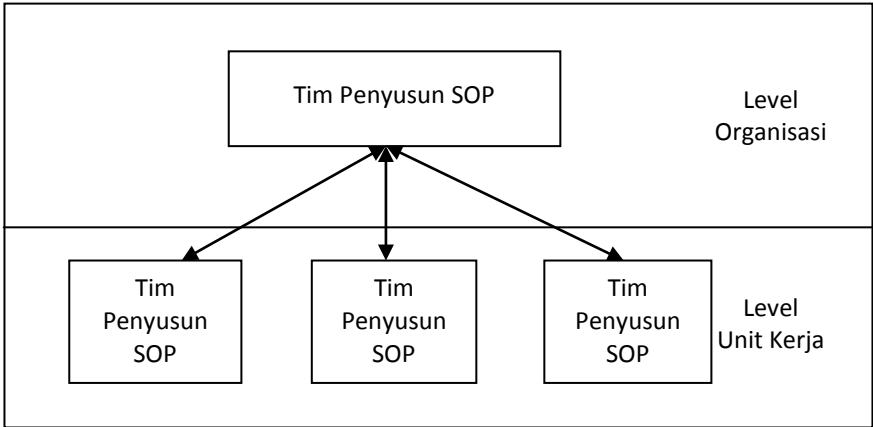 Tim Penyusun SOP
Level
Organisasi
Tim
Penyusun
SOP
Tim
Penyusun
SOP
Tim
Penyusun
SOP
Level
Unit Kerja